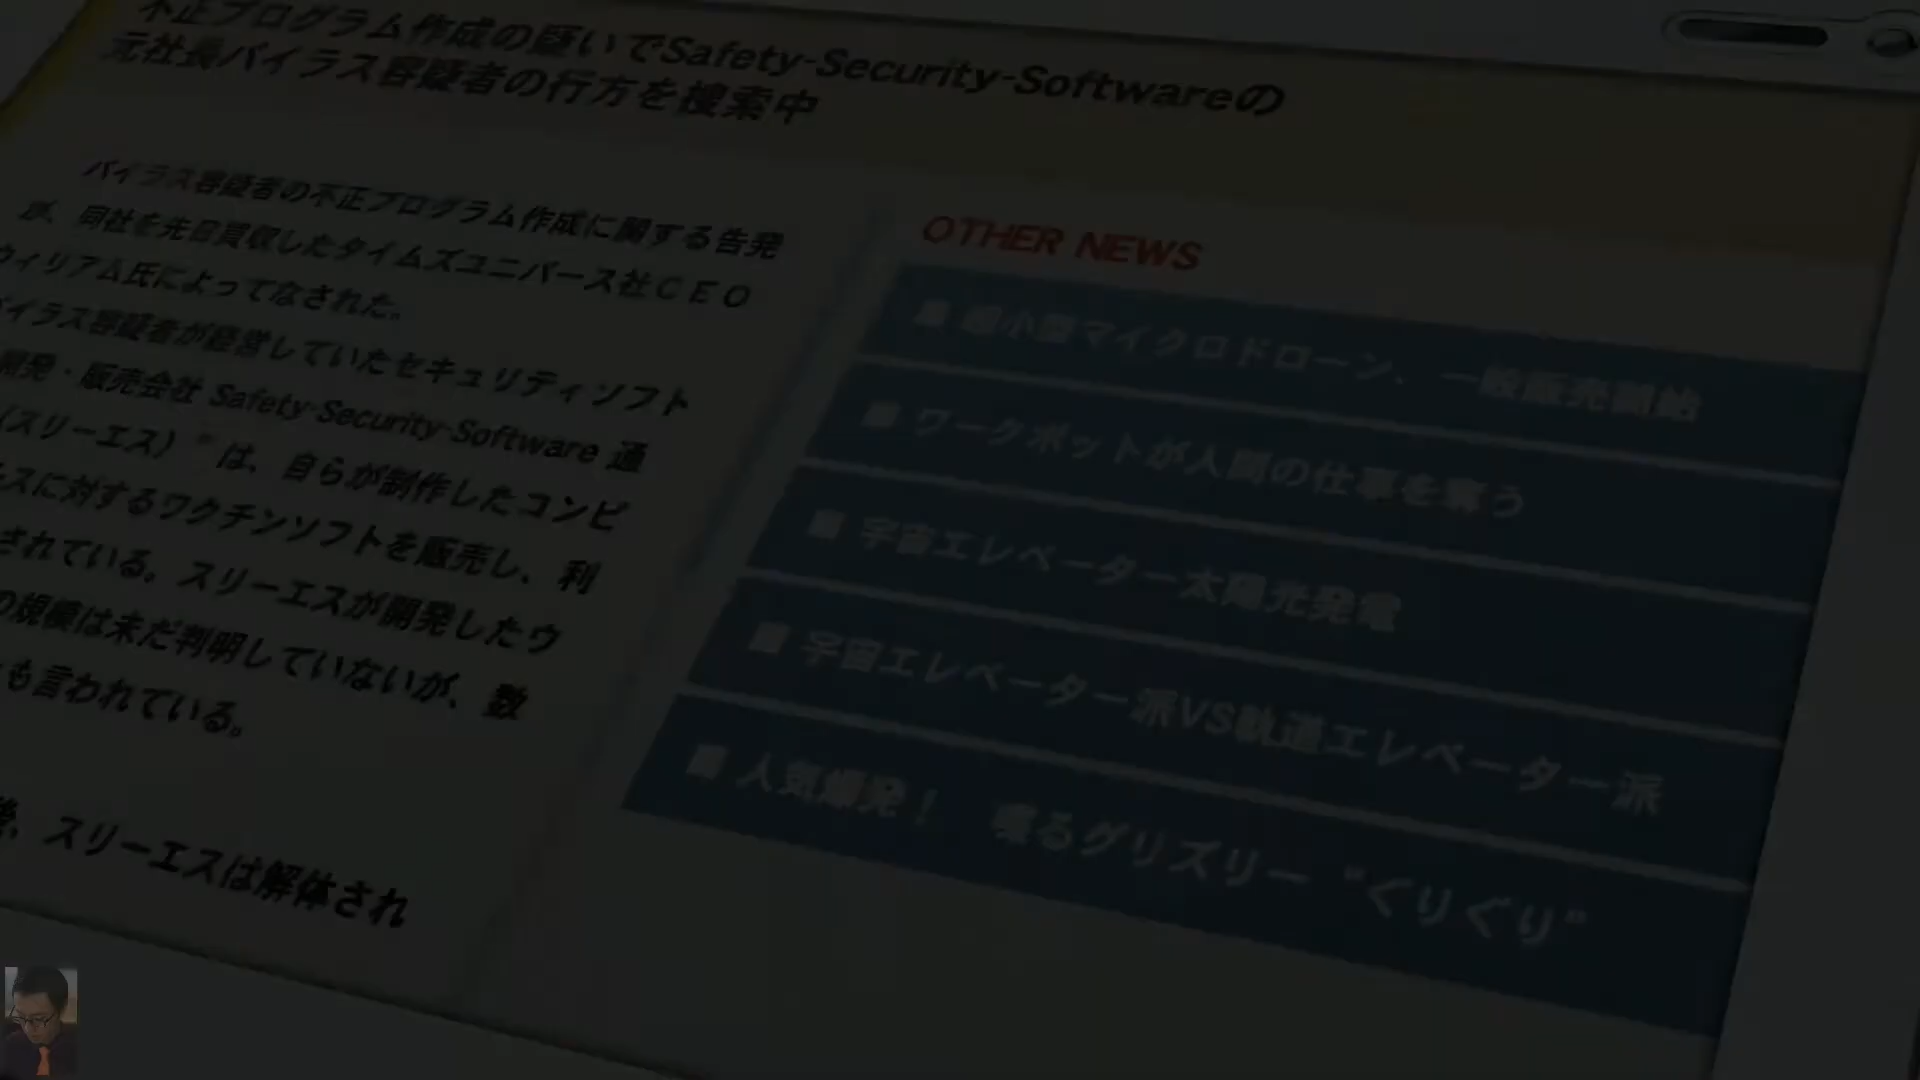 不正プログラム作成の疑いでSafety-Security-Softwareの
元社長バイラス容疑者の行方を捜索中
バイラス容疑者の不正プログラム作成に関する告発
が、同社を先日買収したタイムズユニバース社ＣＥＯ
ウィリアム氏によってなされた。
バイラス容疑者が経営していたセキュリティソフト
開発・販売会社 Safety-Security-Software 通
（スリーエス）" は、自らが制作したコンピ
ルスに対するワクチンソフトを販売し、利
されている。スリーエスが開発したウ
の規模は未だ判明していないが、数
とも言われている。
後、スリーエスは解体され
OTHER NEWS
■ 超小型マイクロドローン、一般販売開始
■ ワークボットが人間の仕事を奪う
■ 宇宙エレベーター太陽光発電
■ 宇宙エレベーター派VS軌道エレベーター派
■ 人気爆発！　喋るグリズリー “ぐりぐり”